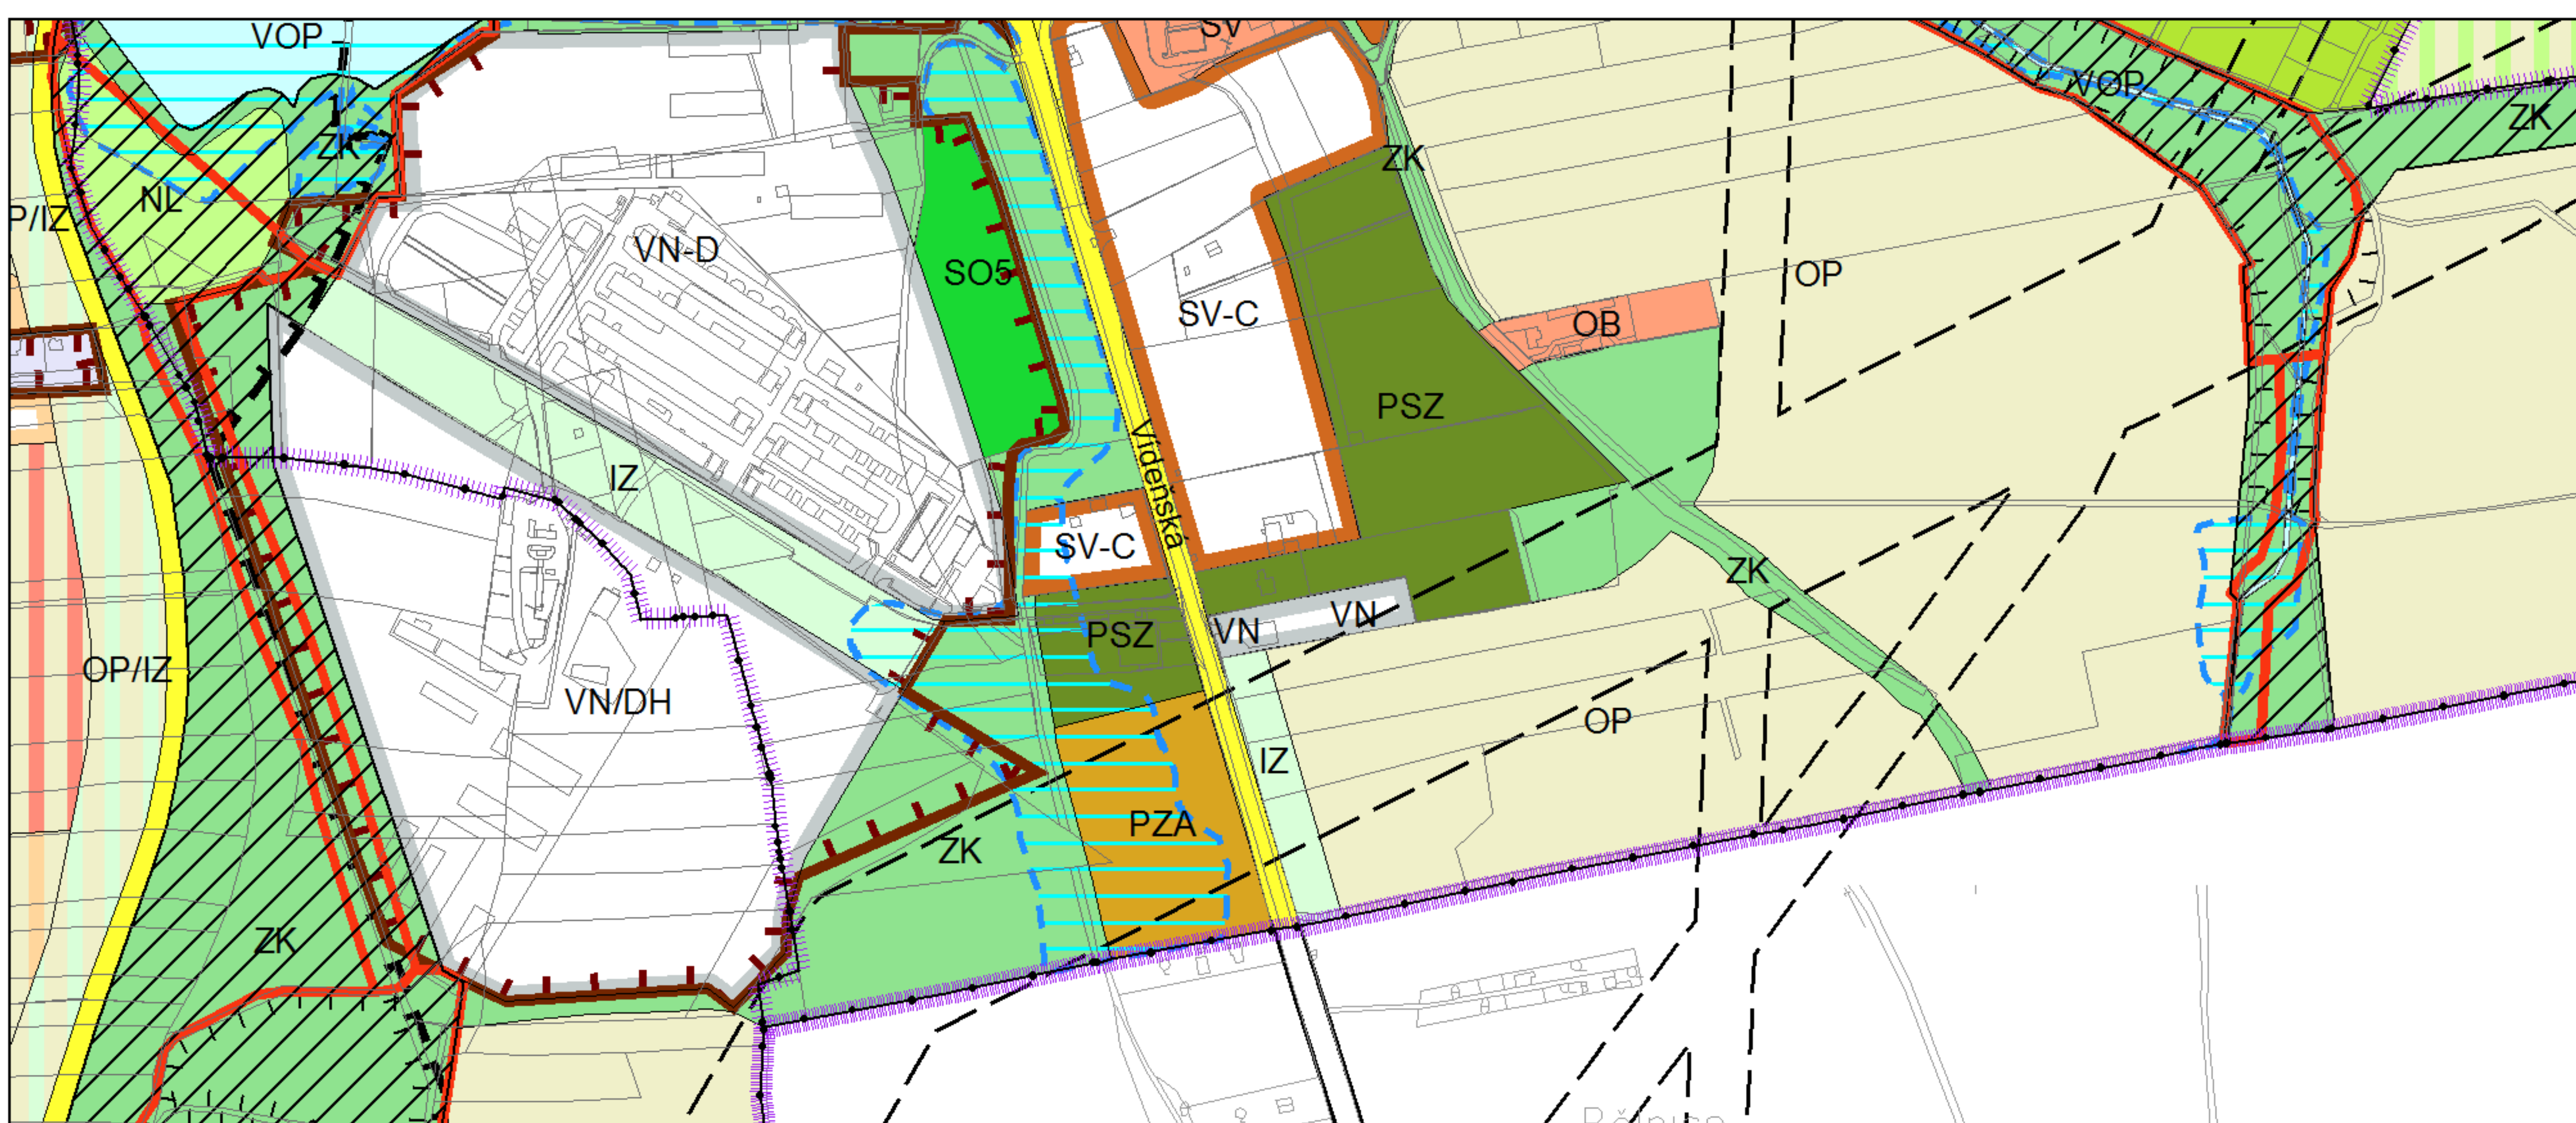 VOP
SV
VOP
ZK
ZK
ZK
NL
P/IZ
VN-D
SO5
OP
SV-C
OB
PSZ
Vídeňská
IZ
SV-C
ZK
VN
VN
PSZ
OP/IZ
VN/DH
OP
IZ
PZA
ZK
ZK